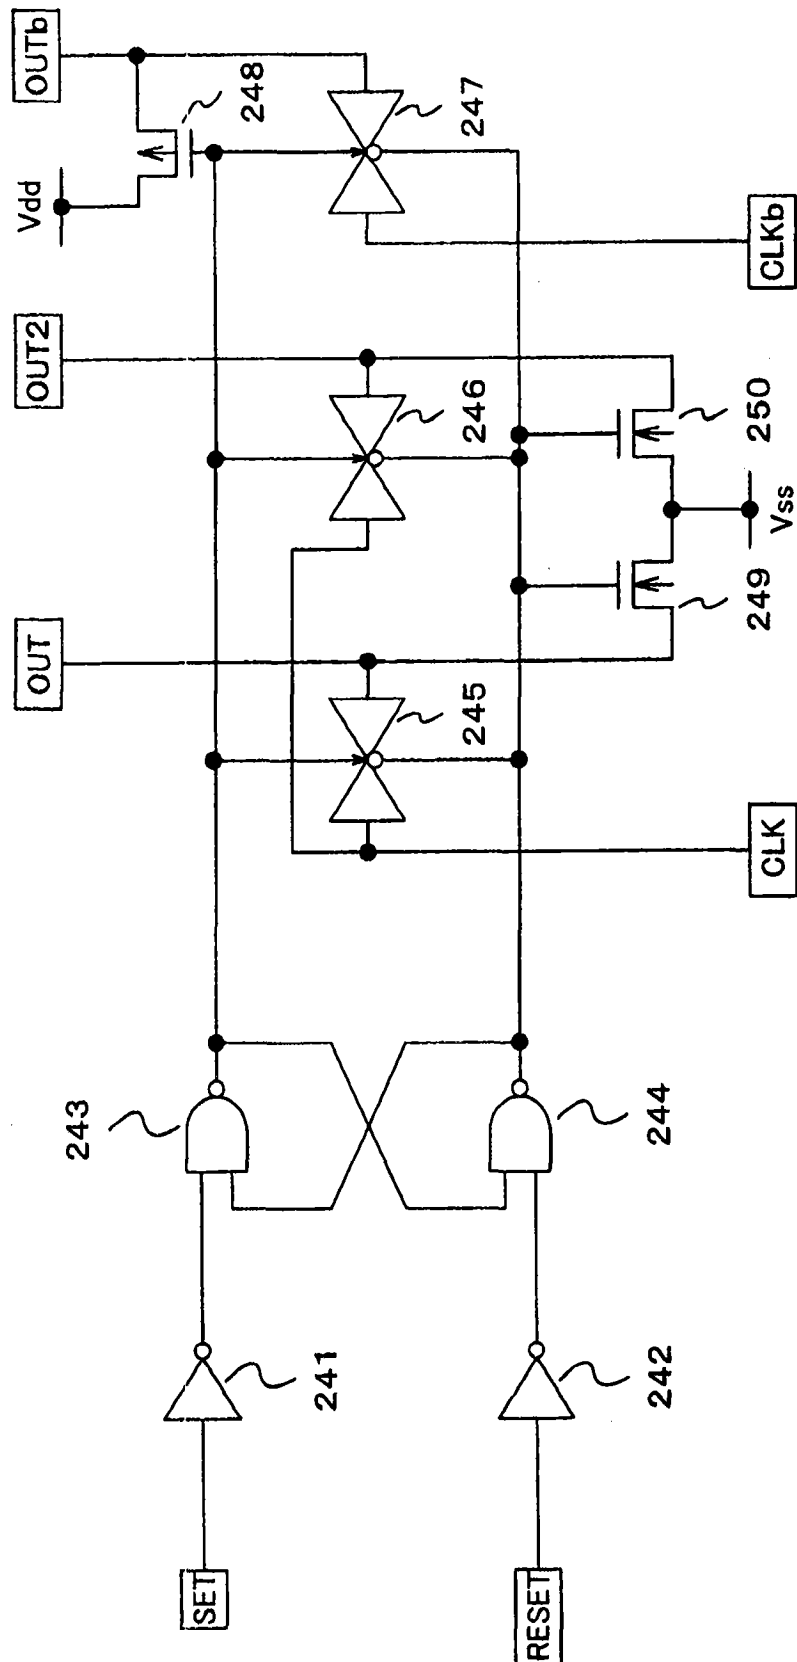 OUT
OUT2
OUTb
Vdd
248
247
246
245
243
244
241
242
249
250
Vss
SET
RESET
CLK
CLKb